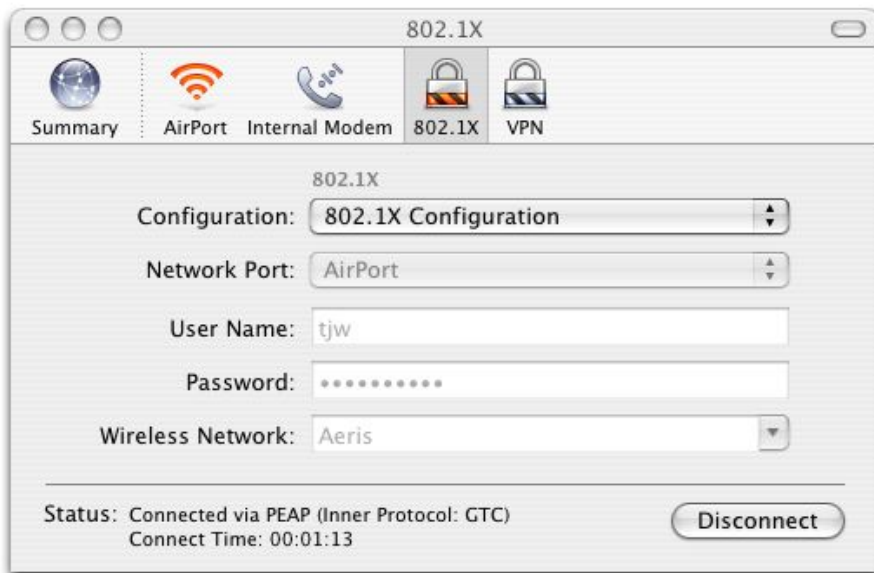 802.1X
Summary AirPort Internal Modem 802.1X VPN
802.1X
Configuration: 802.1X Configuration
Network Port: AirPort
User Name: tjw
Password: ••••••••••
Wireless Network: Aeris
Status: Connected via PEAP (Inner Protocol: GTC)
Connect Time: 00:01:13
Disconnect